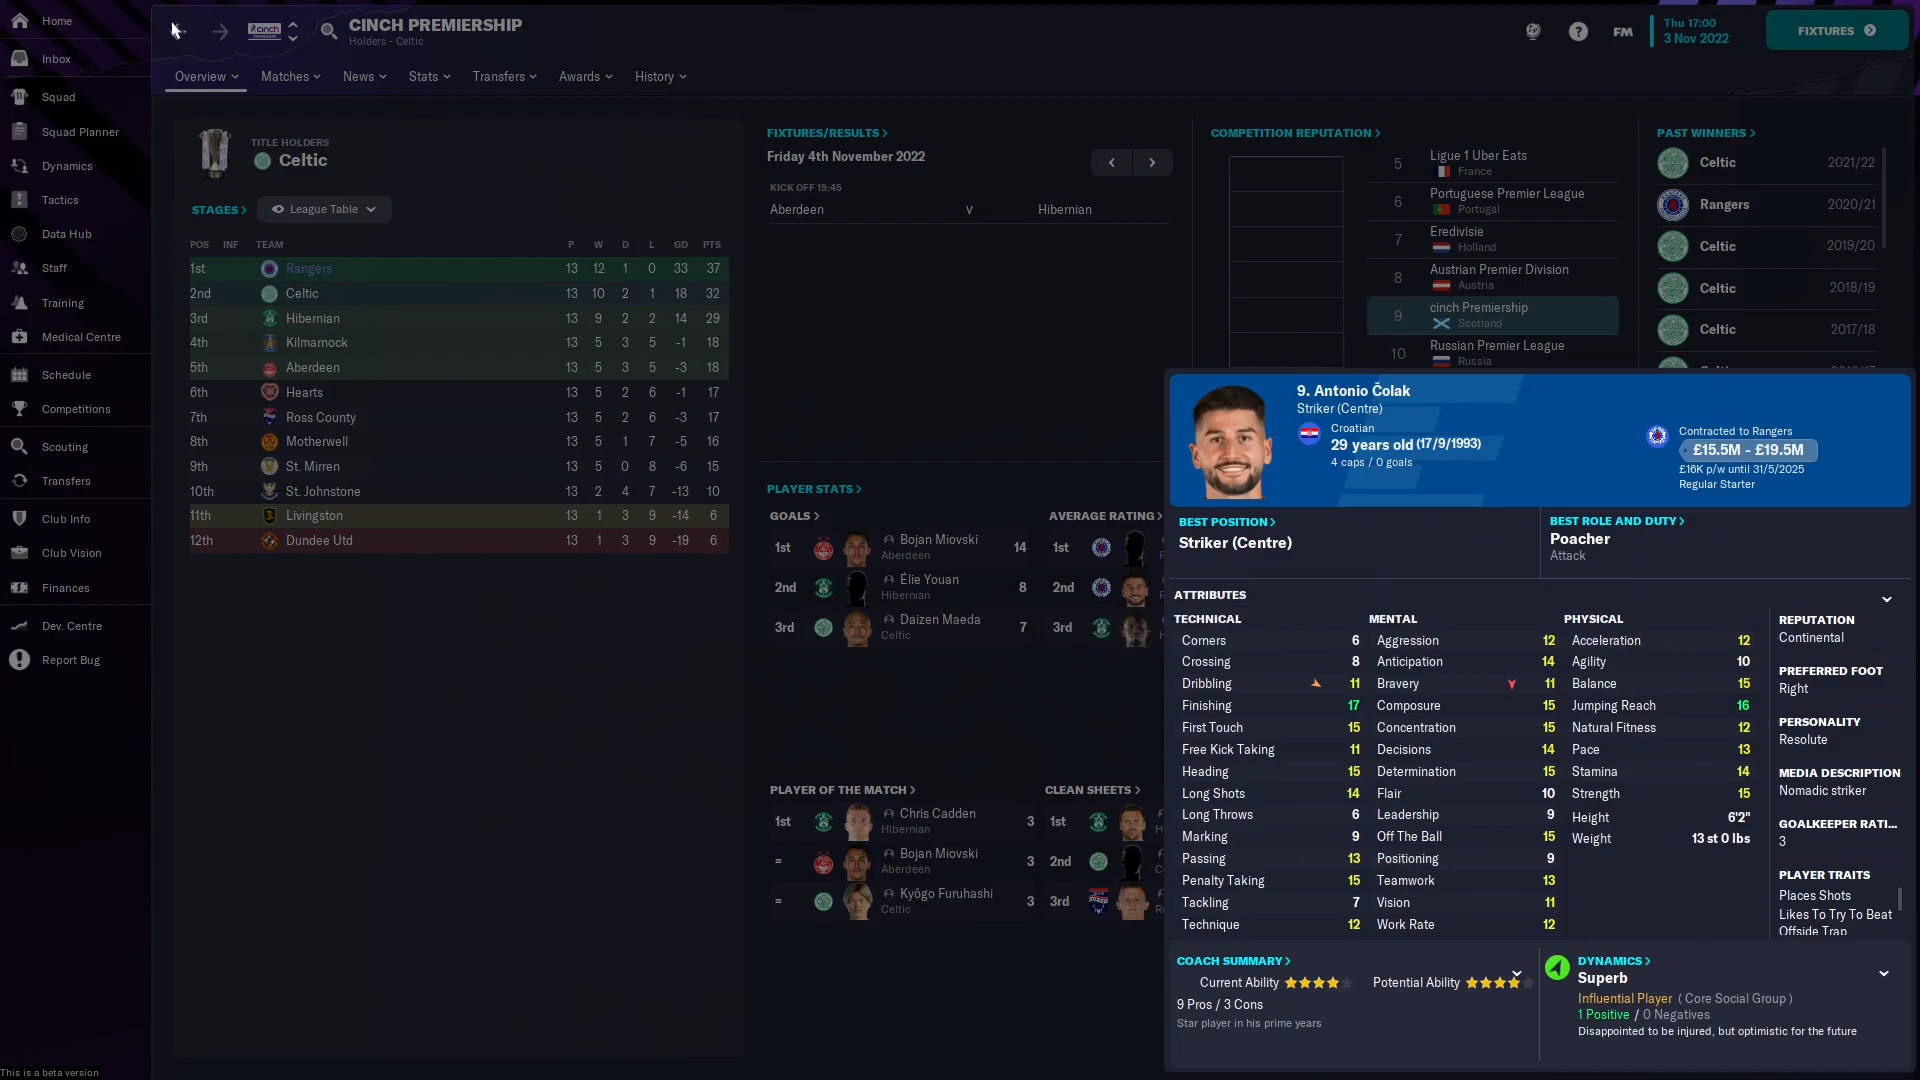 Home
Inbox
Squad
Squad Planner
Dynamics
Tactics
Data Hub
Staff
Training
Medical Centre
Schedule
Competitions
Scouting
Transfers
Club Info
Club Vision
Finances
Dev. Centre
Report Bug
This is a beta version
cinch
CINCH PREMIERSHIP
Holders - Celtic
?
FM
Thu 17:00
3 Nov 2022
FIXTURES
Overview Matches News Stats Transfers Awards History
TITLE HOLDERS
Celtic
STAGES> League Table
POS INF TEAM P W D L GD PTS
1st Rangers 13 12 1 0 33 37
2nd Celtic 13 10 2 1 18 32
3rd Hibernian 13 9 2 2 14 29
4th Kilmarnock 13 5 3 5 -1 18
5th Aberdeen 13 5 3 5 -3 18
6th Hearts 13 5 2 6 -1 17
7th Ross County 13 5 2 6 -3 17
8th Motherwell 13 5 1 7 -5 16
9th St. Mirren 13 5 0 8 -6 15
10th St. Johnstone 13 2 4 7 -13 10
11th Livingston 13 1 3 9 -14 6
12th Dundee Utd 13 1 3 9 -19 6
FIXTURES/RESULTS>
Friday 4th November 2022
KICK OFF 19:45
Aberdeen v Hibernian
COMPETITION REPUTATION>
5 Ligue 1 Uber Eats
France
6 Portuguese Premier League
Portugal
7 Eredivisie
Holland
8 Austrian Premier Division
Austria
9 cinch Premiership
Scotland
10 Russian Premier League
Russia
PAST WINNERS>
Celtic 2021/22
Rangers 2020/21
Celtic 2019/20
Celtic 2018/19
Celtic 2017/18
PLAYER STATS>
GOALS>
1st Bojan Miovski 14
Aberdeen
2nd Élie Youan 8
Hibernian
3rd Daizen Maeda 7
Celtic
AVERAGE RATING>
1st
2nd
3rd
PLAYER OF THE MATCH>
1st Chris Cadden 3
Hibernian
= Bojan Miovski 3
Aberdeen
= Kyōgo Furuhashi 3
Celtic
CLEAN SHEETS>
1st
2nd
3rd
9. Antonio Čolak
Striker (Centre)
Croatian
29 years old (17/9/1993)
4 caps / 0 goals
Contracted to Rangers
£15.5M - £19.5M
£16K p/w until 31/5/2025
Regular Starter
BEST POSITION>
Striker (Centre)
BEST ROLE AND DUTY>
Poacher
Attack
ATTRIBUTES
TECHNICAL MENTAL PHYSICAL
Corners 6 Aggression 12 Acceleration 12
Crossing 8 Anticipation 14 Agility 10
Dribbling 11 Bravery 11 Balance 15
Finishing 17 Composure 15 Jumping Reach 16
First Touch 15 Concentration 15 Natural Fitness 12
Free Kick Taking 11 Decisions 14 Pace 13
Heading 15 Determination 15 Stamina 14
Long Shots 14 Flair 10 Strength 15
Long Throws 6 Leadership 9 Height 6'2"
Marking 9 Off The Ball 15 Weight 13 st 0 lbs
Passing 13 Positioning 9
Penalty Taking 15 Teamwork 13
Tackling 7 Vision 11
Technique 12 Work Rate 12
REPUTATION
Continental
PREFERRED FOOT
Right
PERSONALITY
Resolute
MEDIA DESCRIPTION
Nomadic striker
GOALKEEPER RATI...
3
PLAYER TRAITS
Places Shots
Likes To Try To Beat
Offside Trap
COACH SUMMARY>
Current Ability Potential Ability
9 Pros / 3 Cons
Star player in his prime years
DYNAMICS>
Superb
Influential Player ( Core Social Group )
1 Positive / 0 Negatives
Disappointed to be injured, but optimistic for the future